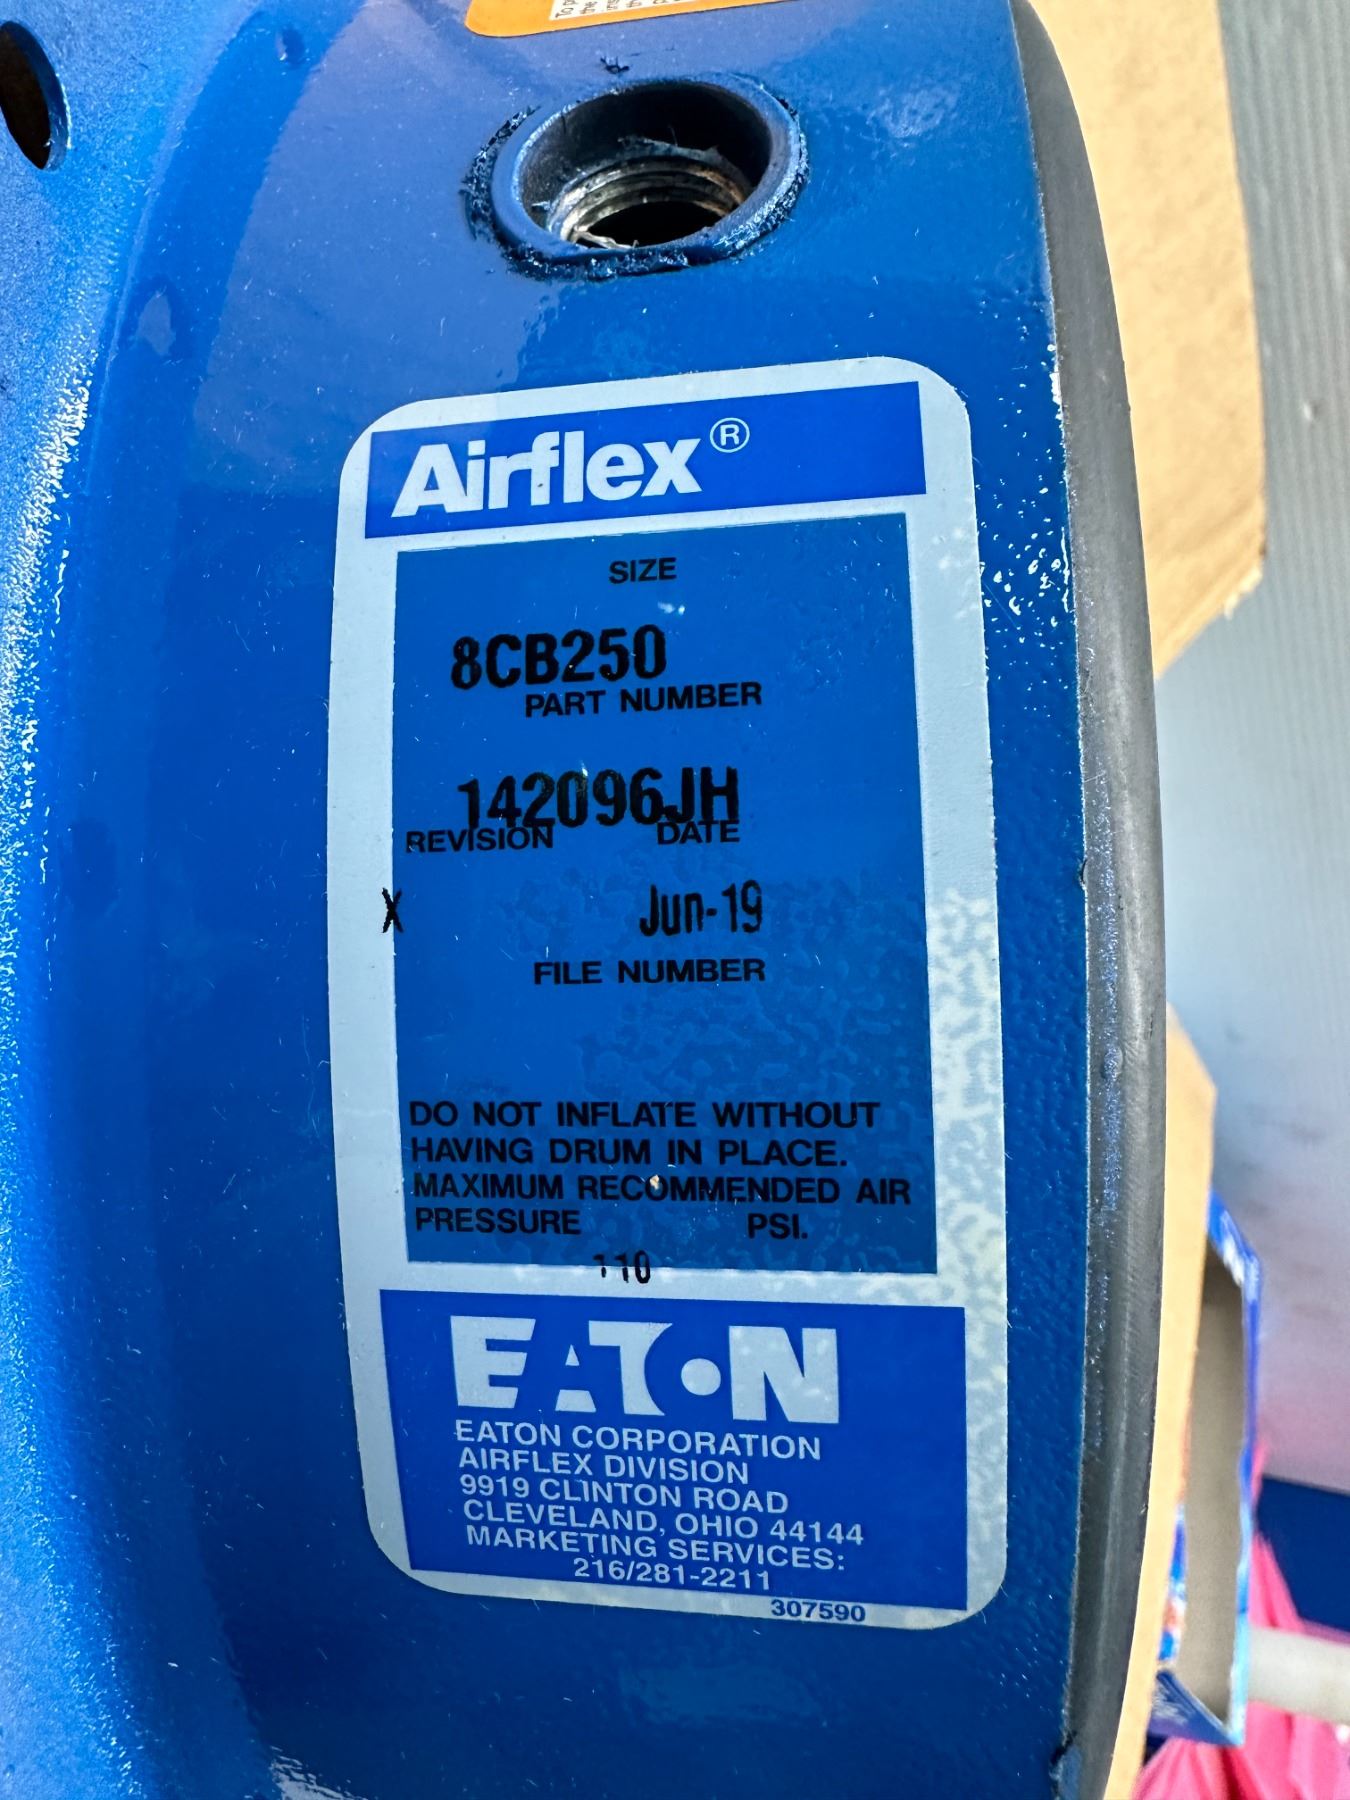 Airflex®
SIZE
8CB250
PART NUMBER
142096JH
REVISION DATE
X Jun-19
FILE NUMBER
DO NOT INFLATE WITHOUT
HAVING DRUM IN PLACE.
MAXIMUM RECOMMENDED AIR
PRESSURE PSI.
110
EATON
EATON CORPORATION
AIRFLEX DIVISION
9919 CLINTON ROAD
CLEVELAND, OHIO 44144
MARKETING SERVICES:
216/281-2211
307590